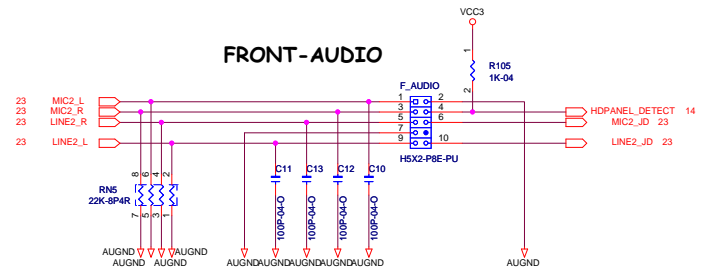 VCC3
FRONT-AUDIO
1
R105
1K-04
2
F_AUDIO
23 MIC2_L
1 2
23 MIC2_R
3 4
HDPANEL_DETECT 14
23 LINE2_R
5 6
MIC2_JD 23
7
23 LINE2_L
9 10
LINE2_JD 23
H5X2-P8E-PU
8 6 4 2
C11 C13 C12 C10
RN5
22K-8P4R
100P-04-O 100P-04-O 100P-04-O 100P-04-O
7 5 3 1
AUGND AUGND
AUGND AUGND
AUGND AUGND AUGND AUGND AUGND
AUGND